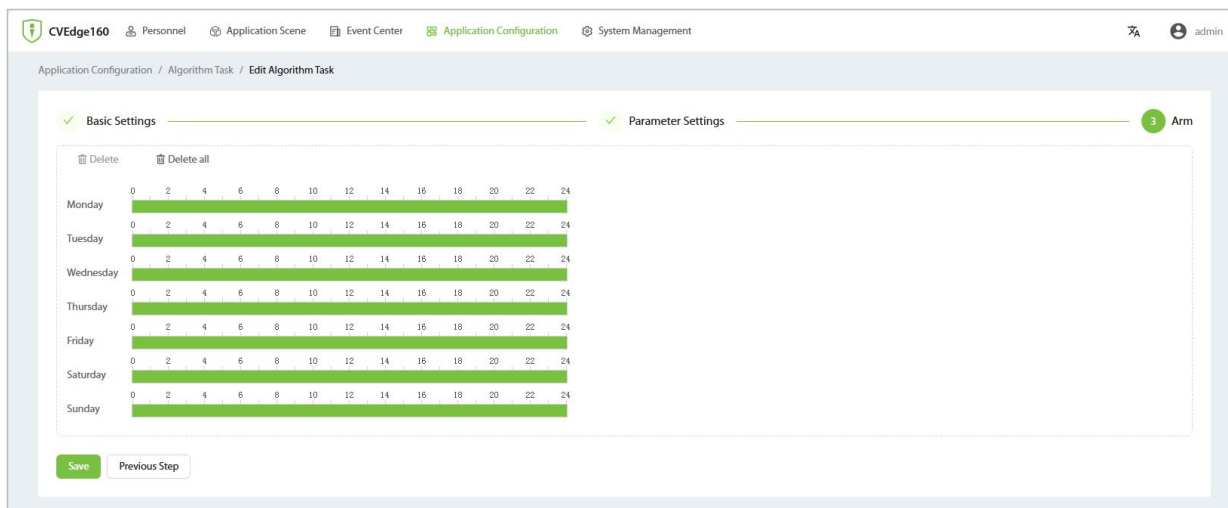 CVEdge160 Personnel Application Scene Event Center Application Configuration System Management admin
Application Configuration / Algorithm Task / Edit Algorithm Task
Basic Settings Parameter Settings 3 Arm
Delete Delete all
0 2 4 6 8 10 12 14 16 18 20 22 24
Monday
0 2 4 6 8 10 12 14 16 18 20 22 24
Tuesday
0 2 4 6 8 10 12 14 16 18 20 22 24
Wednesday
0 2 4 6 8 10 12 14 16 18 20 22 24
Thursday
0 2 4 6 8 10 12 14 16 18 20 22 24
Friday
0 2 4 6 8 10 12 14 16 18 20 22 24
Saturday
0 2 4 6 8 10 12 14 16 18 20 22 24
Sunday
Save Previous Step